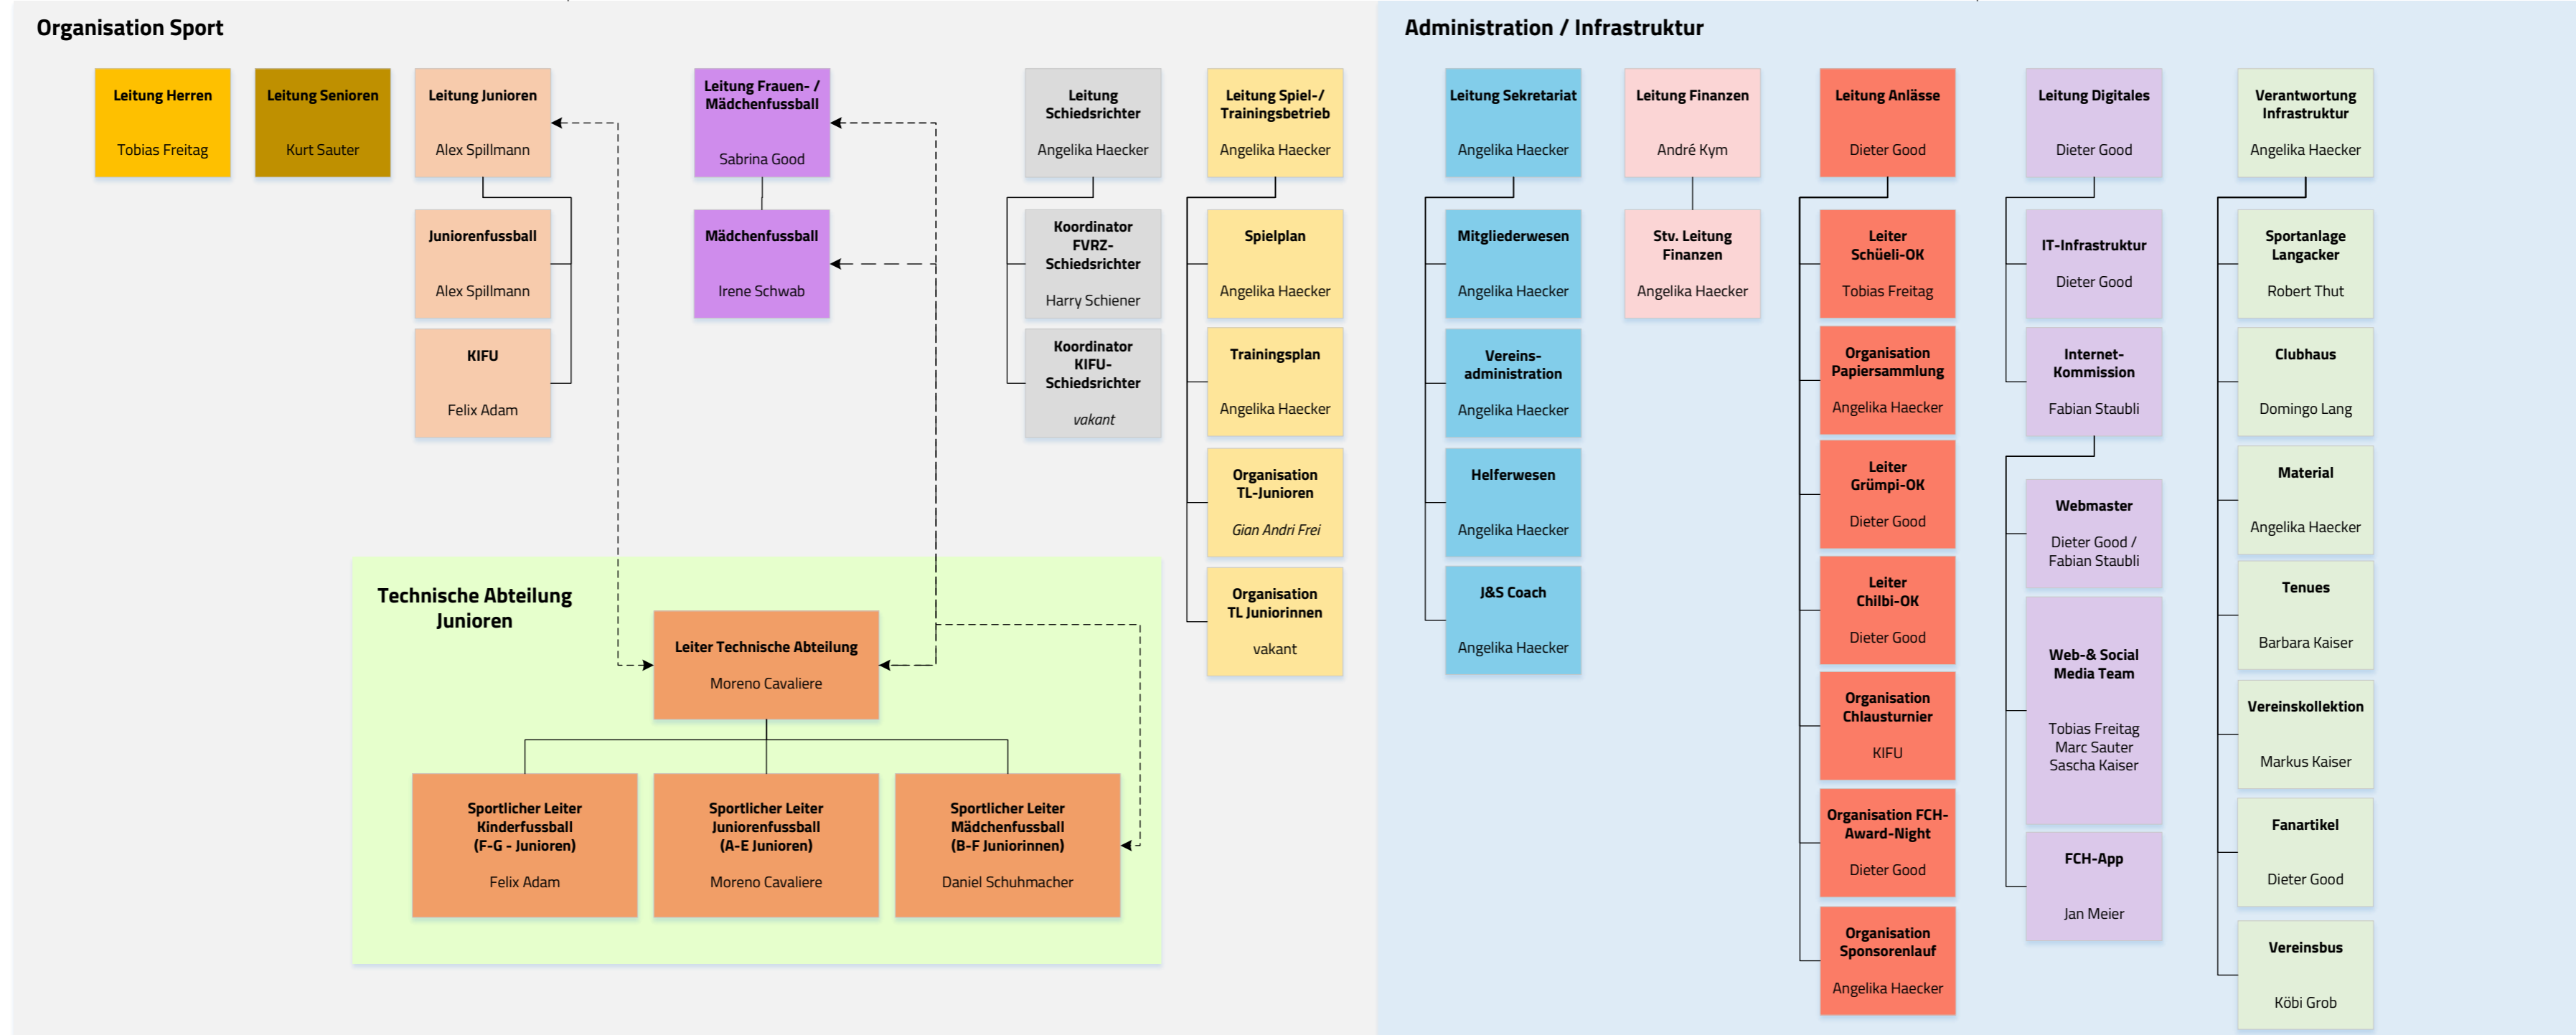 Organisation Sport
Leitung Herren
Tobias Freitag
Leitung Senioren
Kurt Sauter
Leitung Junioren
Alex Spillmann
Juniorenfussball
Alex Spillmann
KIFU
Felix Adam
Leitung Frauen- /
Mädchenfussball
Sabrina Good
Mädchenfussball
Irene Schwab
Leitung
Schiedsrichter
Angelika Haecker
Koordinator
FVRZ-
Schiedsrichter
Harry Schiener
Koordinator
KIFU-
Schiedsrichter
vakant
Leitung Spiel-/
Trainingsbetrieb
Angelika Haecker
Spielplan
Angelika Haecker
Trainingsplan
Angelika Haecker
Organisation
TL-Junioren
Gian Andri Frei
Organisation
TL Juniorinnen
vakant
Technische Abteilung
Junioren
Leiter Technische Abteilung
Moreno Cavaliere
Sportlicher Leiter
Kinderfussball
(F-G - Junioren)
Felix Adam
Sportlicher Leiter
Juniorenfussball
(A-E Junioren)
Moreno Cavaliere
Sportlicher Leiter
Mädchenfussball
(B-F Juniorinnen)
Daniel Schuhmacher
Administration / Infrastruktur
Leitung Sekretariat
Angelika Haecker
Mitgliederwesen
Angelika Haecker
Vereins-
administration
Angelika Haecker
Helferwesen
Angelika Haecker
J&S Coach
Angelika Haecker
Leitung Finanzen
André Kym
Stv. Leitung
Finanzen
Angelika Haecker
Leitung Anlässe
Dieter Good
Leiter
Schüeli-OK
Tobias Freitag
Organisation
Papiersammlung
Angelika Haecker
Leiter
Grümpi-OK
Dieter Good
Leiter
Chilbi-OK
Dieter Good
Organisation
Chlausturnier
KIFU
Organisation FCH-
Award-Night
Dieter Good
Organisation
Sponsorenlauf
Angelika Haecker
Leitung Digitales
Dieter Good
IT-Infrastruktur
Dieter Good
Internet-
Kommission
Fabian Staubli
Webmaster
Dieter Good /
Fabian Staubli
Web-& Social
Media Team
Tobias Freitag
Marc Sauter
Sascha Kaiser
FCH-App
Jan Meier
Verantwortung
Infrastruktur
Angelika Haecker
Sportanlage
Langacker
Robert Thut
Clubhaus
Domingo Lang
Material
Angelika Haecker
Tenues
Barbara Kaiser
Vereinskollektion
Markus Kaiser
Fanartikel
Dieter Good
Vereinsbus
Köbi Grob